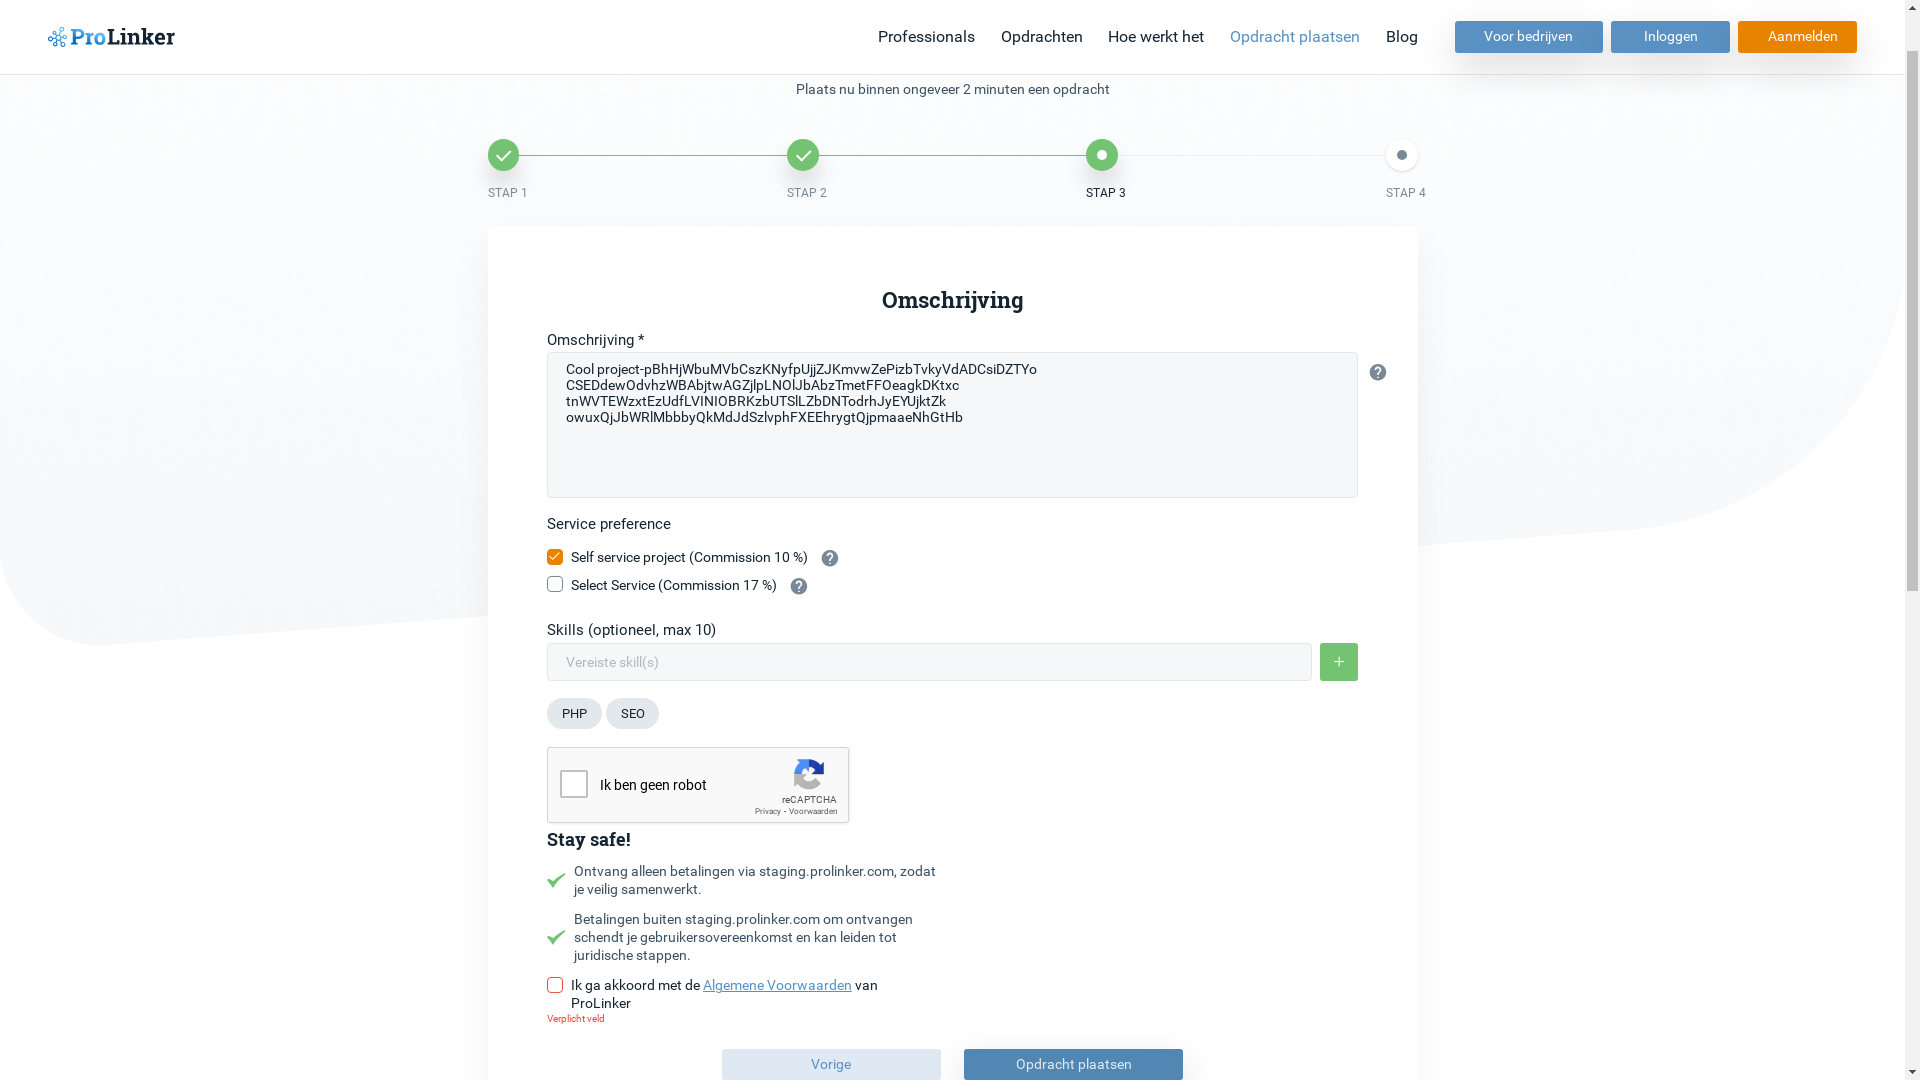 ProLinker
Professionals
Opdrachten
Hoe werkt het
Opdracht plaatsen
Blog
Voor bedrijven
Inloggen
Aanmelden
Plaats nu binnen ongeveer 2 minuten een opdracht
STAP 1
STAP 2
STAP 3
STAP 4
Omschrijving
Omschrijving *
Cool project-pBhHjWbuMVbCszKNyfpUjjZJKmvwZePizbTvkyVdADCsiDZTYo
CSEDdewOdvhzWBAbjtwAGZjlpLNOlJbAbzTmetFFOeagkDKtxc
tnWVTEWzxtEzUdfLVINIOBRKzbUTSlLZbDNTodrhJyEYUjktZk
owuxQjJbWRlMbbbyQkMdJdSzlvphFXEEhrygtQjpmaaeNhGtHb
Service preference
Self service project (Commission 10 %)
Select Service (Commission 17 %)
Skills (optioneel, max 10)
Vereiste skill(s)
+
PHP
SEO
Ik ben geen robot
reCAPTCHA
Privacy - Voorwaarden
Stay safe!
Ontvang alleen betalingen via staging.prolinker.com, zodat
je veilig samenwerkt.
Betalingen buiten staging.prolinker.com om ontvangen
schendt je gebruikersovereenkomst en kan leiden tot
juridische stappen.
Ik ga akkoord met de Algemene Voorwaarden van
ProLinker
Verplicht veld
Vorige
Opdracht plaatsen